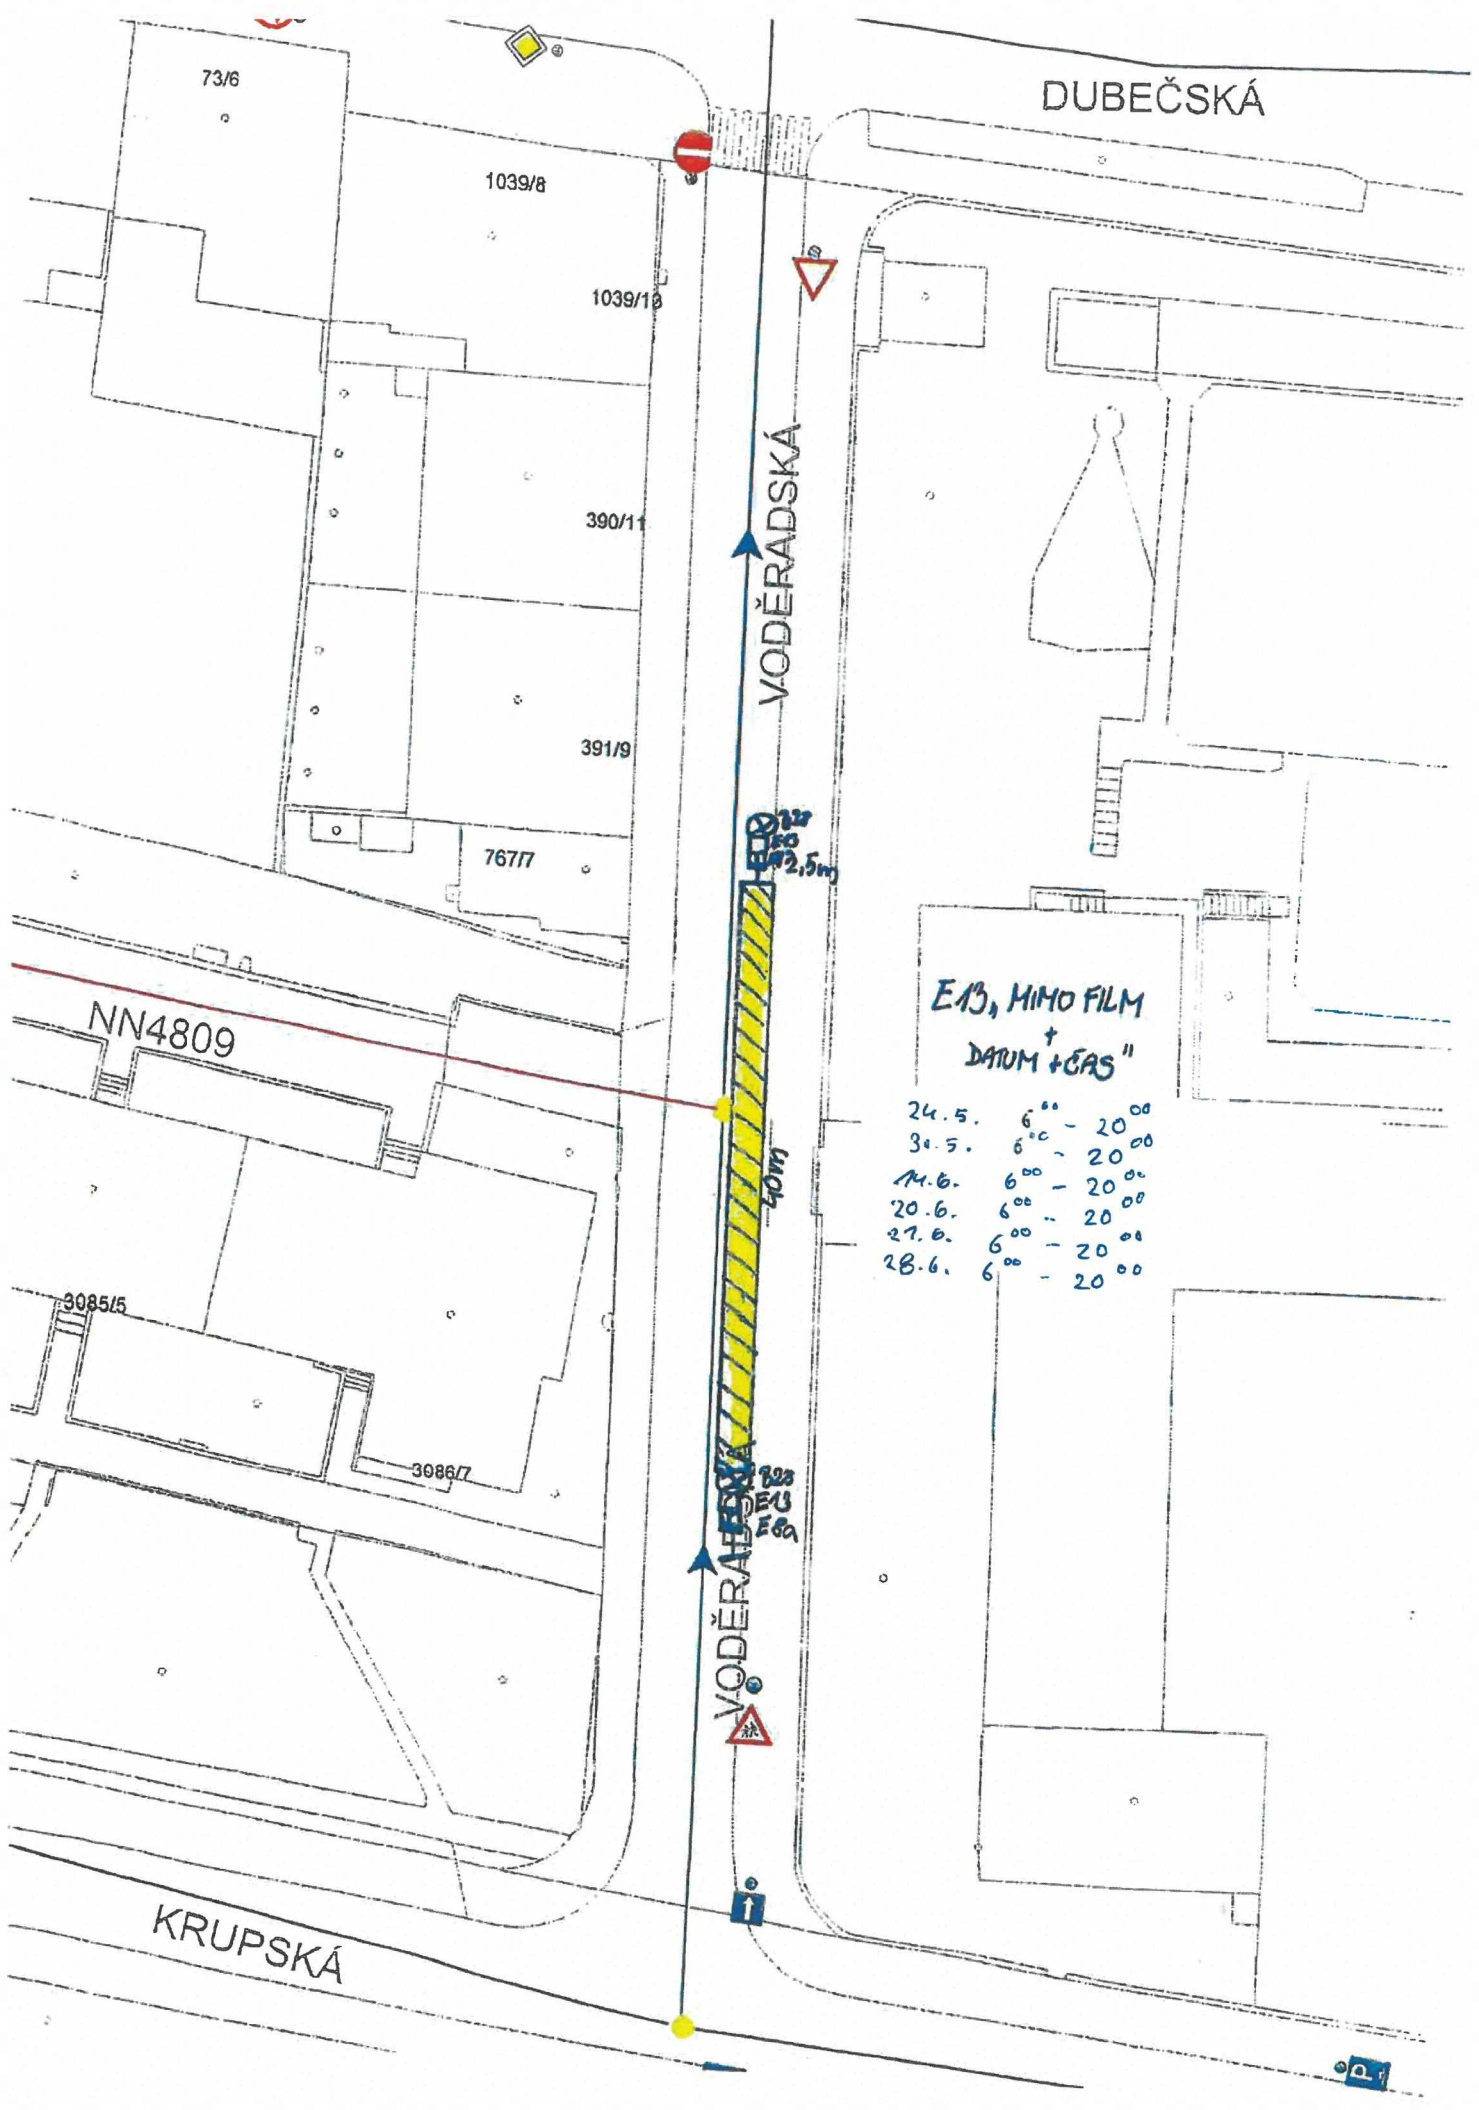 DUBEČSKÁ
73/6
1039/8
1039/13
VODĚRADSKÁ
390/11
391/9
767/7
B28
12,5m
E13, MIMO FILM
+
DATUM + ČAS"
NN4809
24.5. 6⁰⁰ - 20⁰⁰
30.5. 6⁰⁰ - 20⁰⁰
14.6. 6⁰⁰ - 20⁰⁰
20.6. 6⁰⁰ - 20⁰⁰
27.6. 6⁰⁰ - 20⁰⁰
28.6. 6⁰⁰ - 20⁰⁰
40m
3085/5
3086/7
B28
E13
E8a
VODĚRADSKÁ
KRUPSKÁ
P